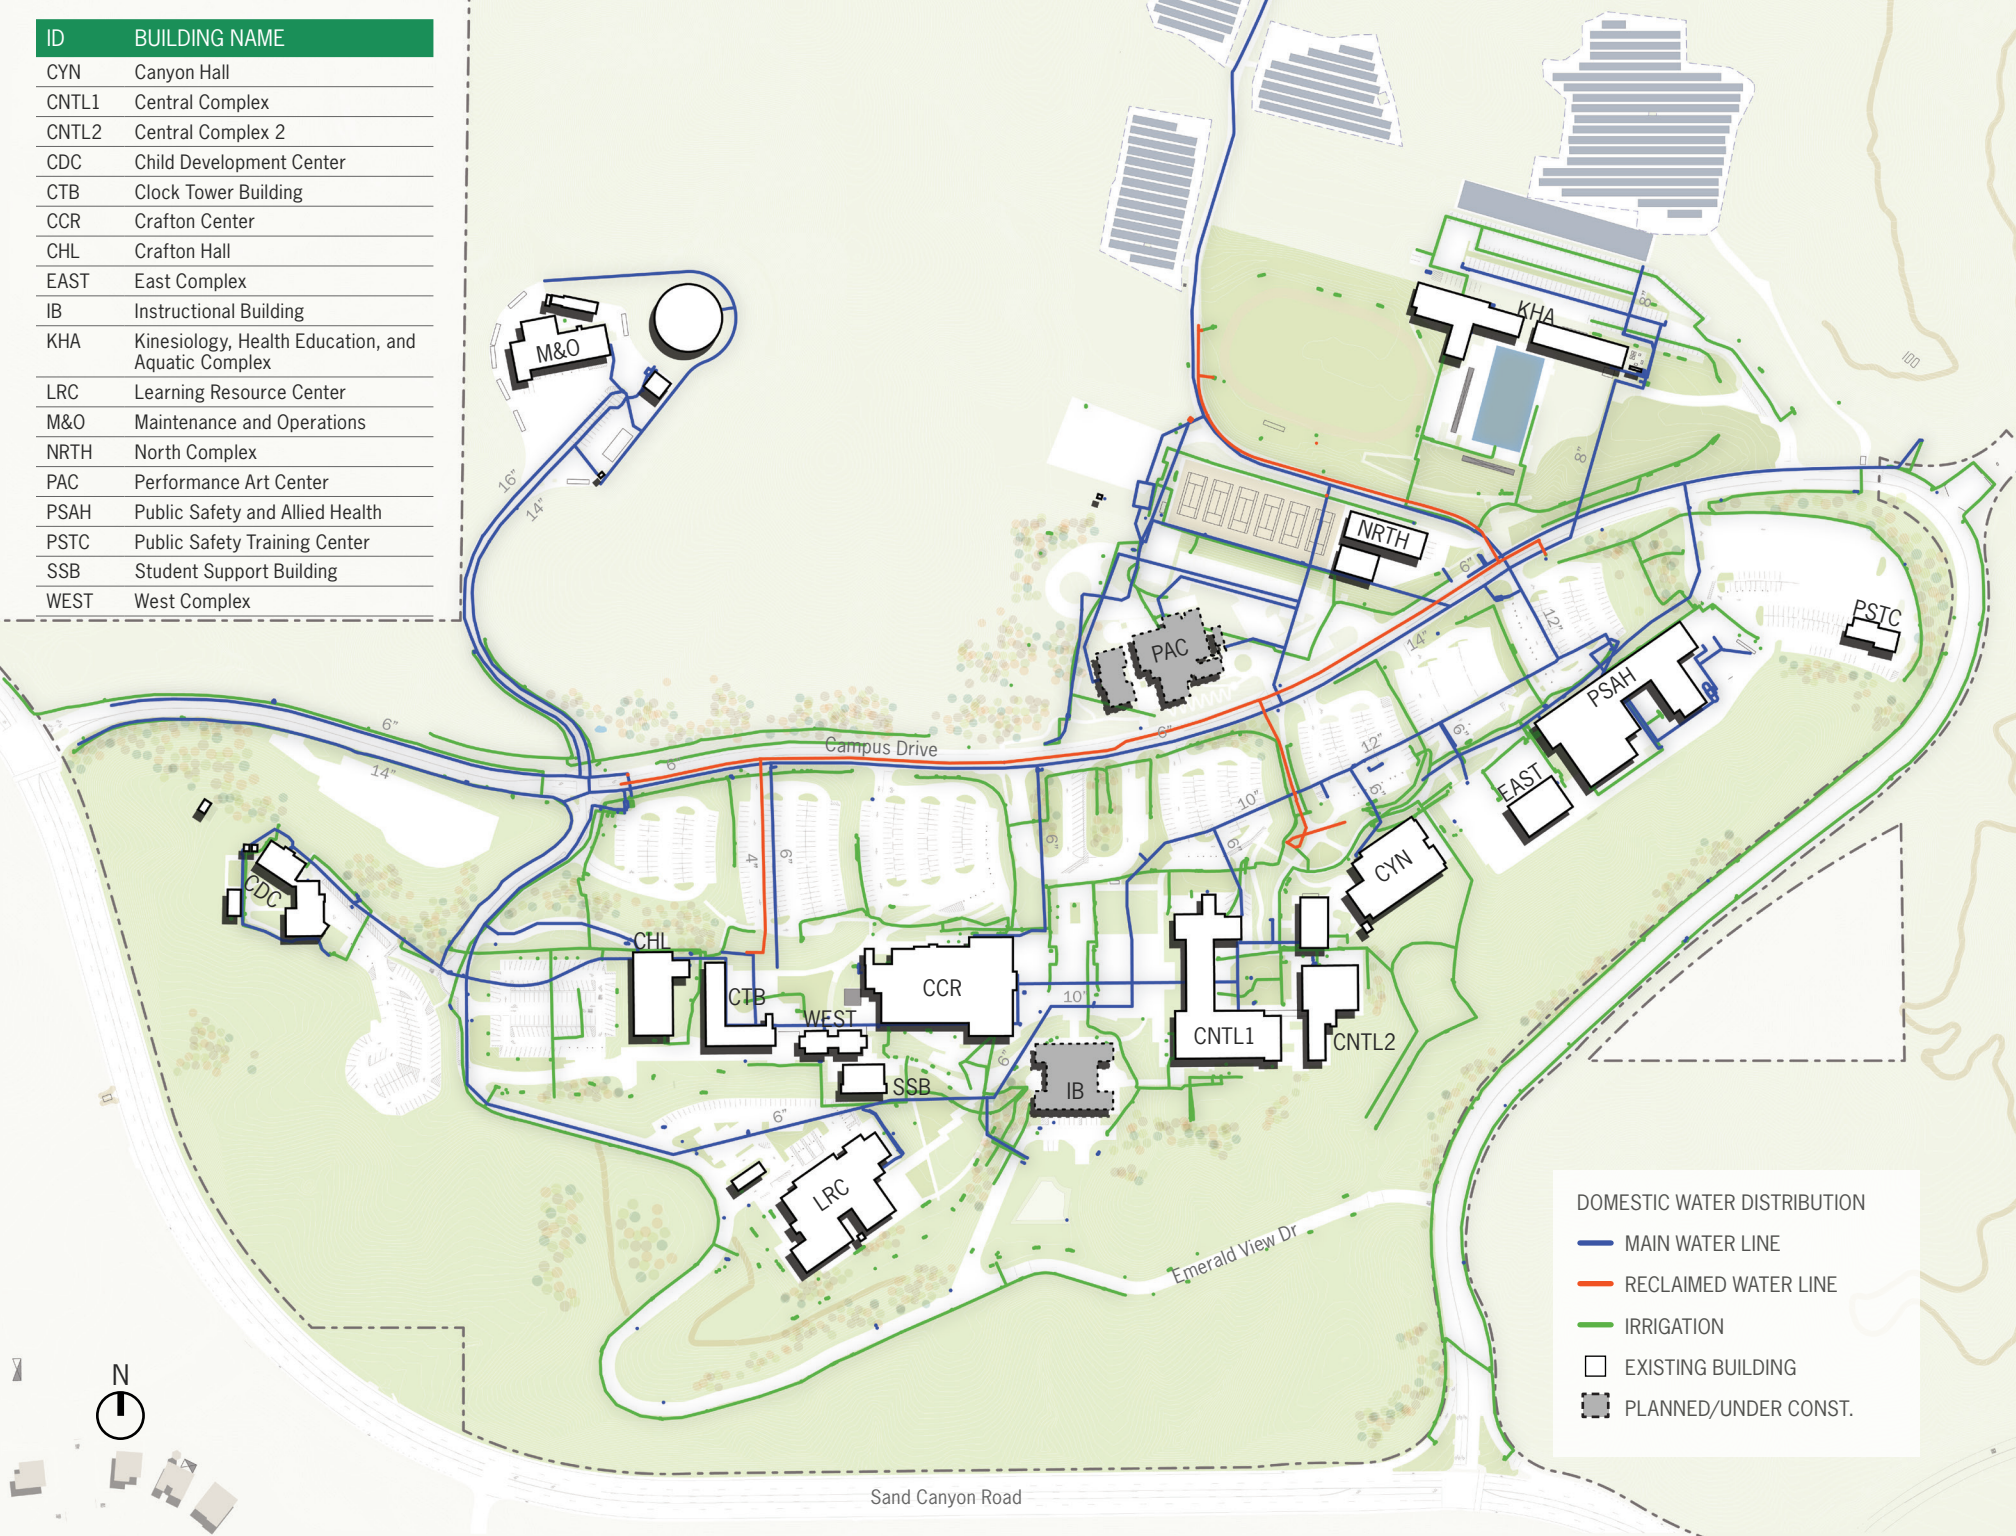 ID BUILDING NAME
CYN Canyon Hall
CNTL1 Central Complex
CNTL2 Central Complex 2
CDC Child Development Center
CTB Clock Tower Building
CCR Crafton Center
CHL Crafton Hall
EAST East Complex
IB Instructional Building
KHA Kinesiology, Health Education, and
Aquatic Complex
LRC Learning Resource Center
M&O Maintenance and Operations
NRTH North Complex
PAC Performance Art Center
PSAH Public Safety and Allied Health
PSTC Public Safety Training Center
SSB Student Support Building
WEST West Complex
8"
KHA
M&O
100
16"
14"
8"
NRTH
6"
12"
PSTC
14"
PAC
PSAH
6"
6"
Campus Drive
6"
12"
6"
14"
6
EAST
6"
10"
4"
6"
6"
6"
CYN
CDC
CHL
CCR
CTB
10"
WEST
CNTL1
CNTL2
6"
SSB
IB
6"
LRC
Emerald View Dr
DOMESTIC WATER DISTRIBUTION
MAIN WATER LINE
RECLAIMED WATER LINE
IRRIGATION
EXISTING BUILDING
PLANNED/UNDER CONST.
N
Sand Canyon Road